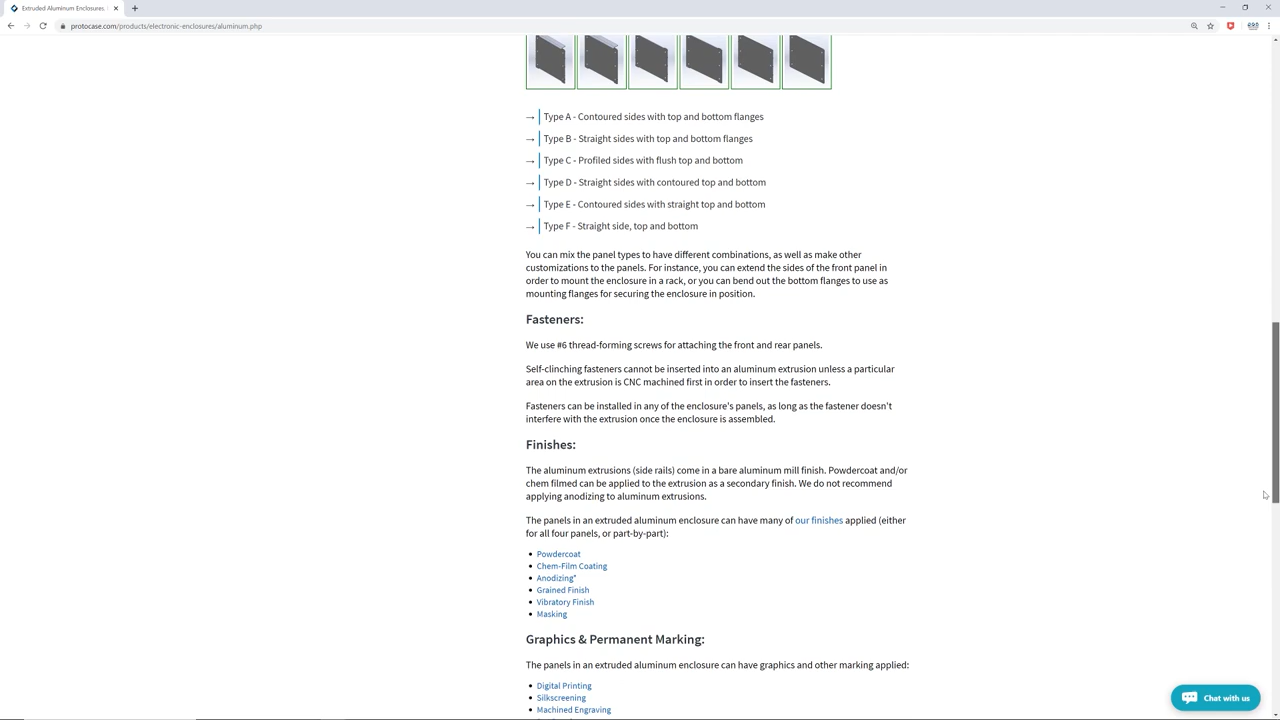 Extruded Aluminum Enclosures,
protocase.com/products/electronic-enclosures/aluminum.php
Type A - Contoured sides with top and bottom flanges
Type B - Straight sides with top and bottom flanges
Type C - Profiled sides with flush top and bottom
Type D - Straight sides with contoured top and bottom
Type E - Contoured sides with straight top and bottom
Type F - Straight side, top and bottom
You can mix the panel types to have different combinations, as well as make other
customizations to the panels. For instance, you can extend the sides of the front panel in
order to mount the enclosure in a rack, or you can bend out the bottom flanges to use as
mounting flanges for securing the enclosure in position.
Fasteners:
We use #6 thread-forming screws for attaching the front and rear panels.
Self-clinching fasteners cannot be inserted into an aluminum extrusion unless a particular
area on the extrusion is CNC machined first in order to insert the fasteners.
Fasteners can be installed in any of the enclosure's panels, as long as the fastener doesn't
interfere with the extrusion once the enclosure is assembled.
Finishes:
The aluminum extrusions (side rails) come in a bare aluminum mill finish. Powdercoat and/or
chem filmed can be applied to the extrusion as a secondary finish. We do not recommend
applying anodizing to aluminum extrusions.
The panels in an extruded aluminum enclosure can have many of our finishes applied (either
for all four panels, or part-by-part):
Powdercoat
Chem-Film Coating
Anodizing*
Grained Finish
Vibratory Finish
Masking
Graphics & Permanent Marking:
The panels in an extruded aluminum enclosure can have graphics and other marking applied:
Digital Printing
Silkscreening
Machined Engraving
Chat with us